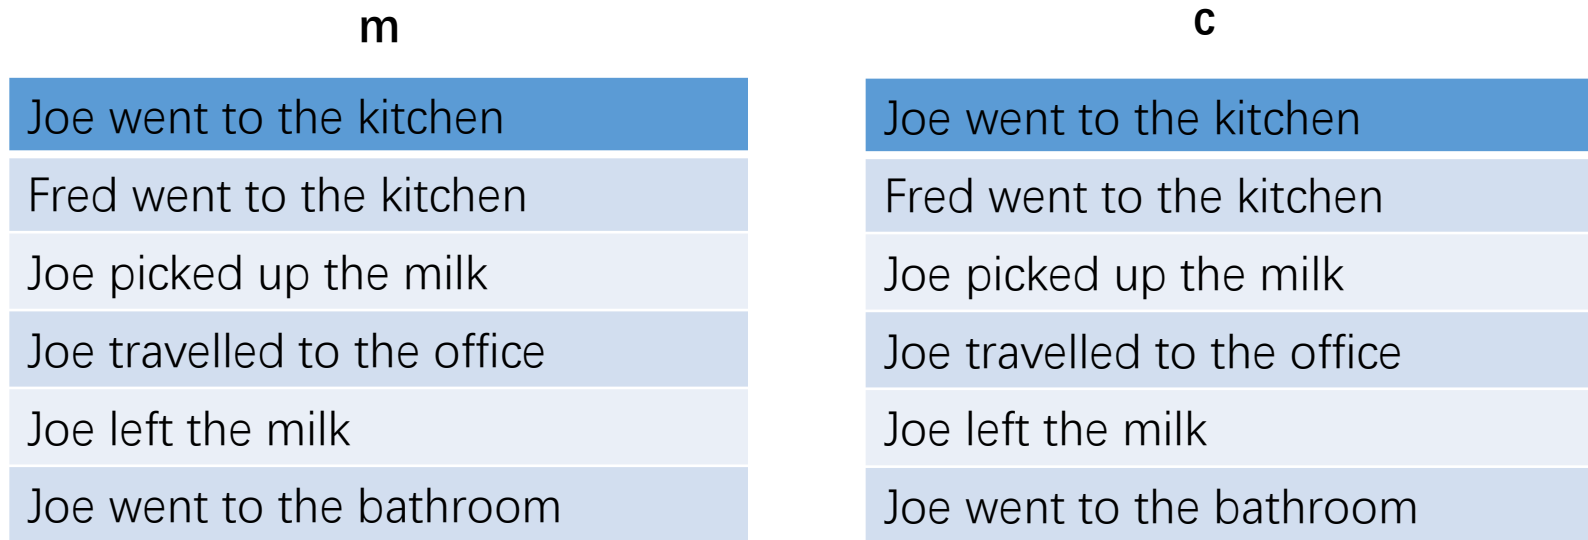 m
Joe went to the kitchen
Fred went to the kitchen
Joe picked up the milk
Joe travelled to the office
Joe left the milk
Joe went to the bathroom
c
Joe went to the kitchen
Fred went to the kitchen
Joe picked up the milk
Joe travelled to the office
Joe left the milk
Joe went to the bathroom